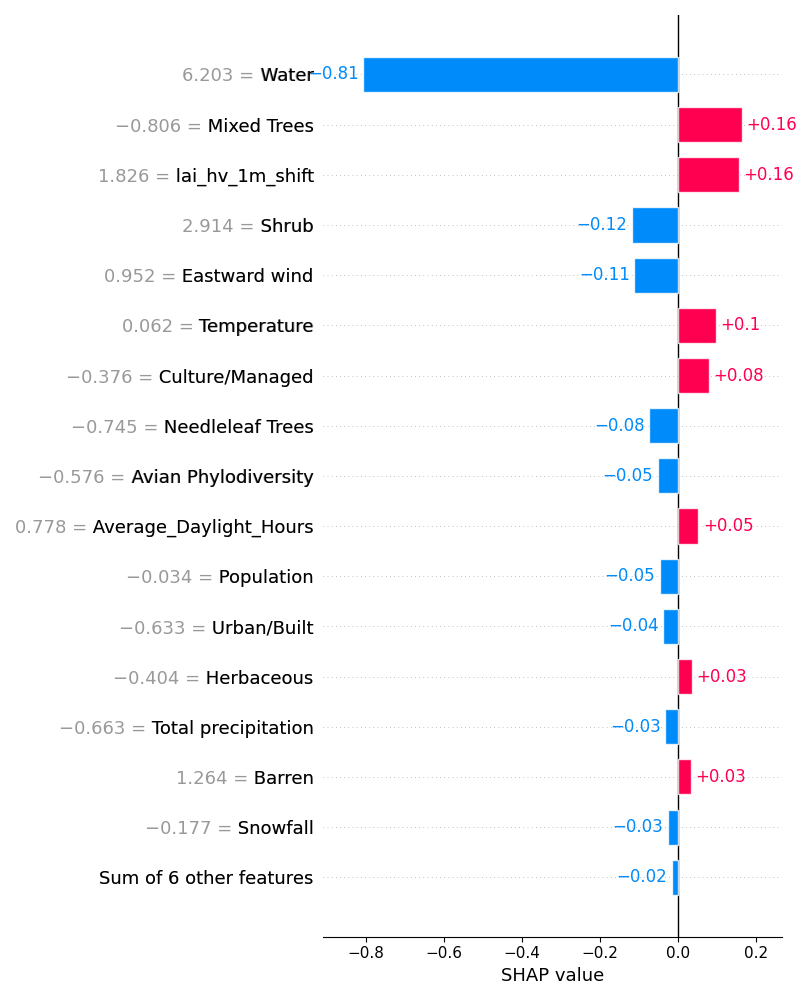 6.203 = Water −0.81
−0.806 = Mixed Trees +0.16
1.826 = lai_hv_1m_shift +0.16
2.914 = Shrub −0.12
0.952 = Eastward wind −0.11
0.062 = Temperature +0.1
−0.376 = Culture/Managed +0.08
−0.745 = Needleleaf Trees −0.08
−0.576 = Avian Phylodiversity −0.05
0.778 = Average_Daylight_Hours +0.05
−0.034 = Population −0.05
−0.633 = Urban/Built −0.04
−0.404 = Herbaceous +0.03
−0.663 = Total precipitation −0.03
1.264 = Barren +0.03
−0.177 = Snowfall −0.03
Sum of 6 other features −0.02
−0.8 −0.6 −0.4 −0.2 0.0 0.2
SHAP value